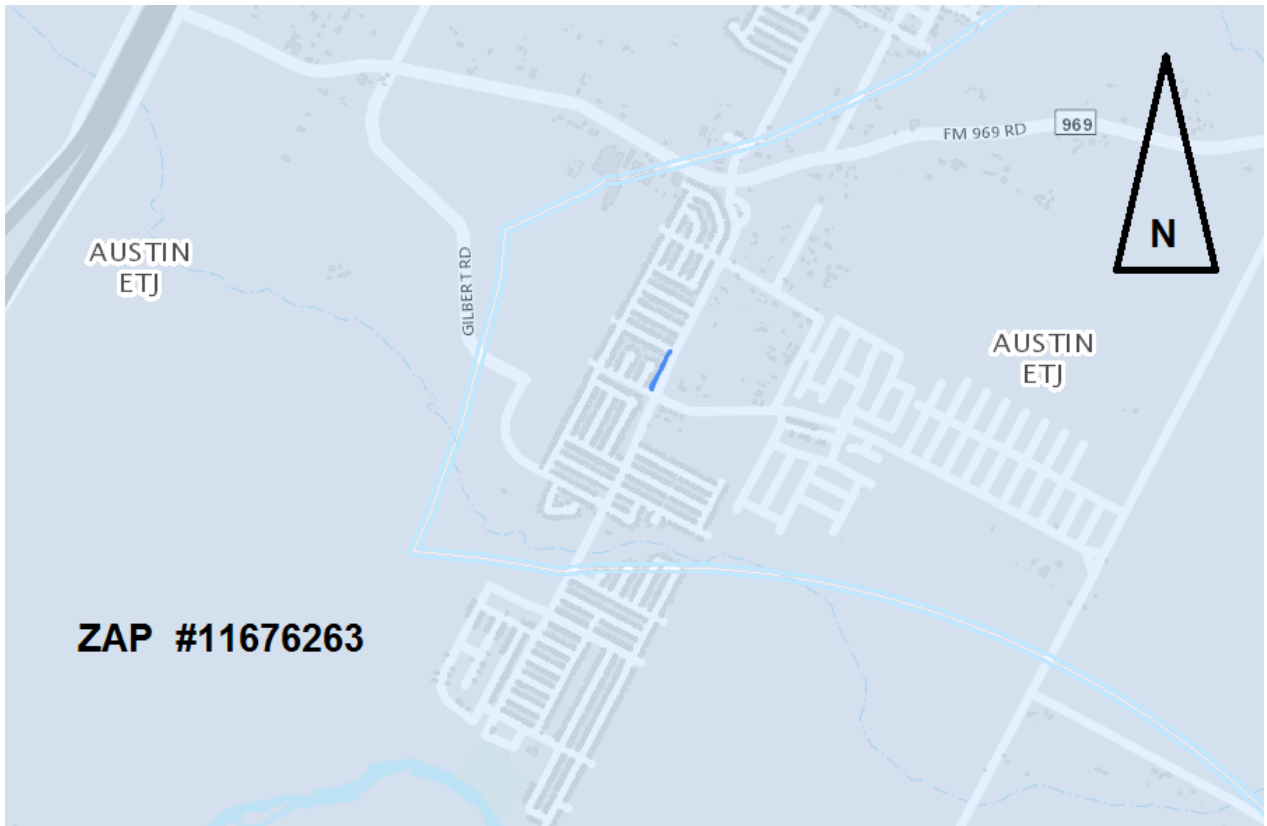 FM 969 RD
969
N
AUSTIN
ETJ
GILBERT RD
AUSTIN
ETJ
ZAP #11676263